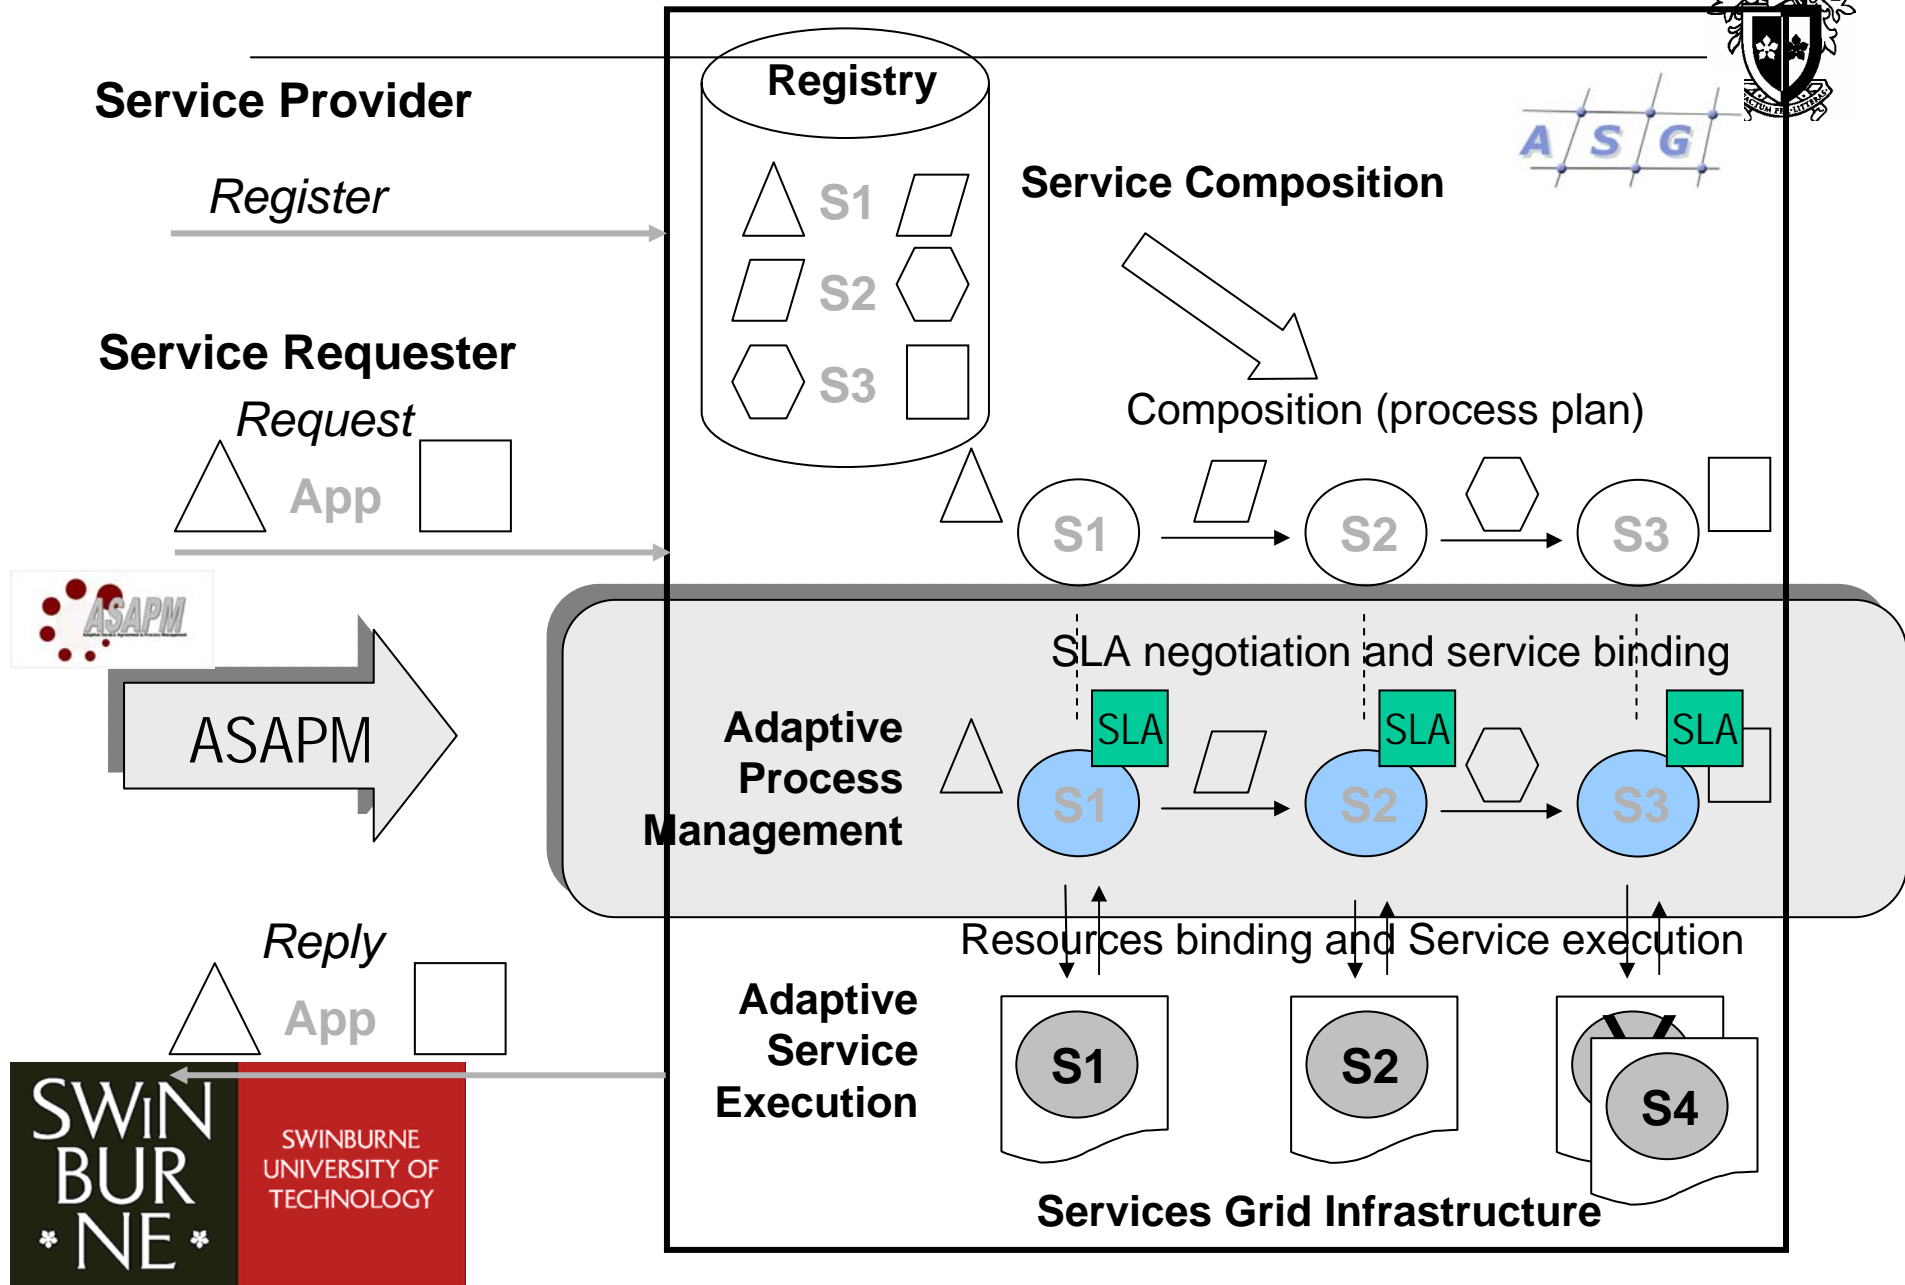 Service Provider
Registry
A S G
Register
S1
Service Composition
S2
Service Requester
S3
Request
Composition (process plan)
App
S1
S2
S3
ASAPM
SLA negotiation and service binding
ASAPM
Adaptive
Process
Management
SLA
SLA
SLA
S1
S2
S3
Reply
Resources binding and Service execution
App
Adaptive
Service
Execution
S1
S2
S4
SWIN
BUR
NE
SWINBURNE
UNIVERSITY OF
TECHNOLOGY
Services Grid Infrastructure